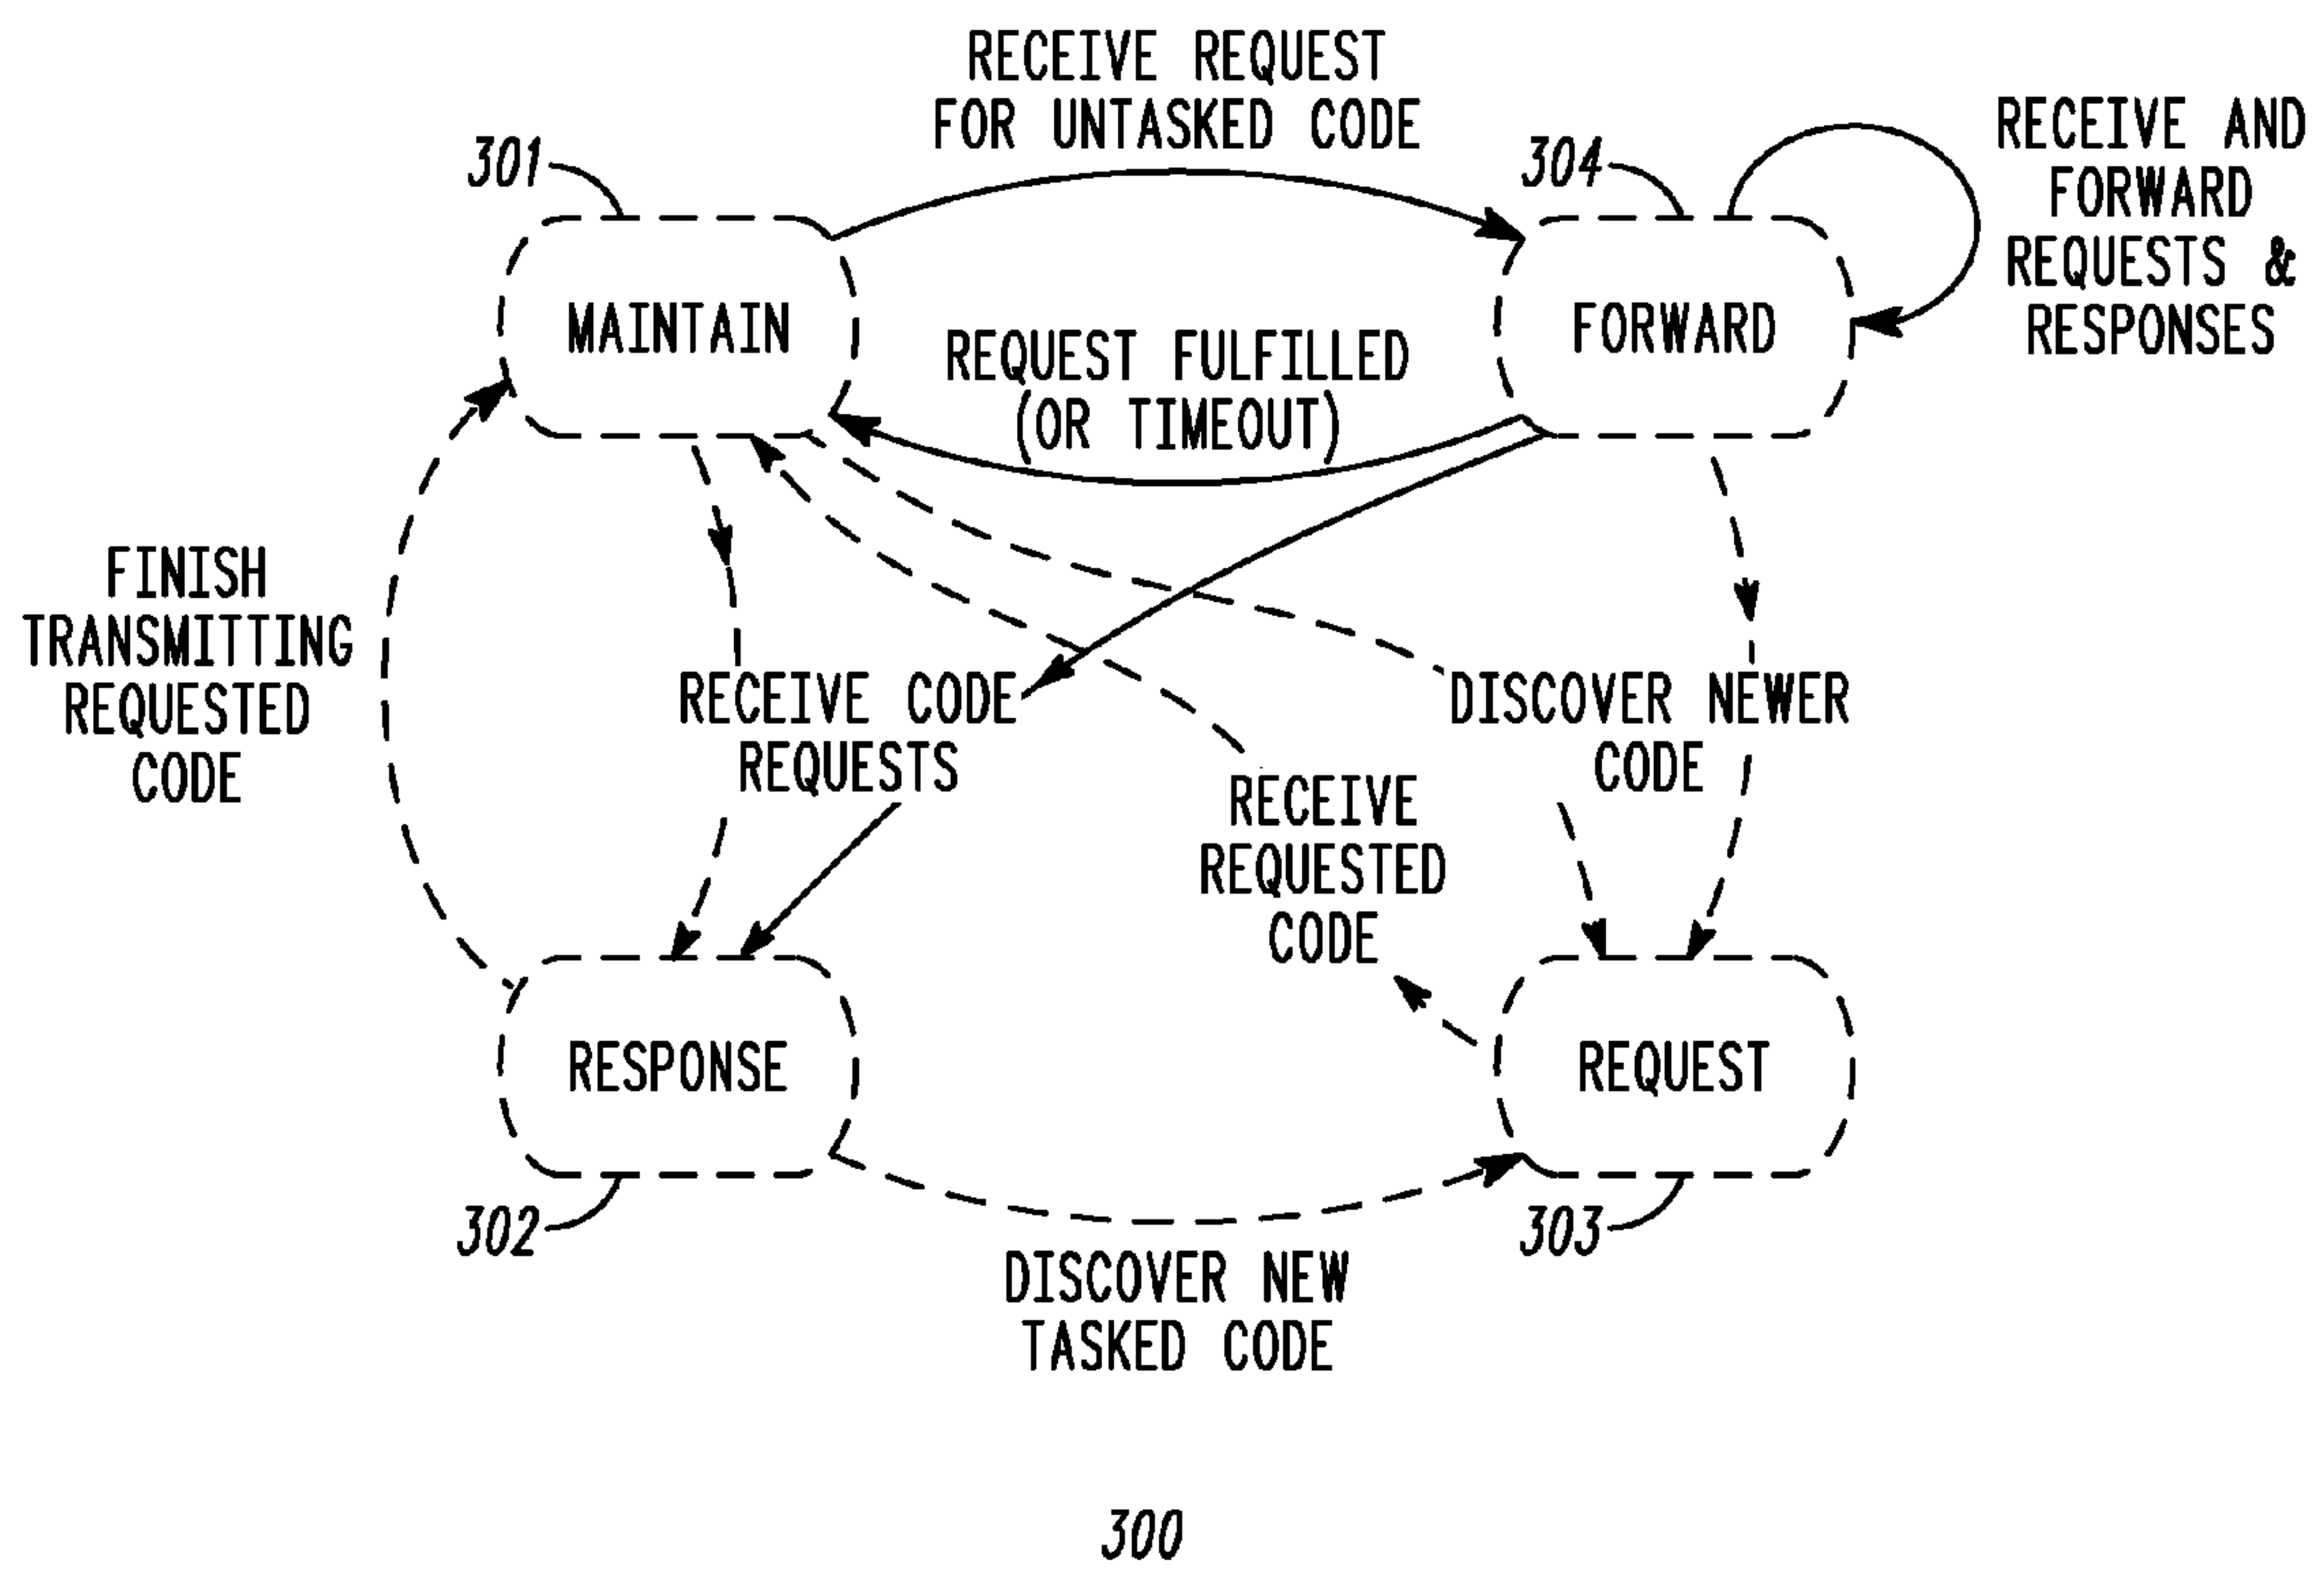 RECEIVE REQUEST
FOR UNTASKED CODE
301
304
RECEIVE AND
FORWARD
REQUESTS &
RESPONSES
MAINTAIN
FORWARD
REQUEST FULFILLED
(OR TIMEOUT)
FINISH
TRANSMITTING
REQUESTED
CODE
RECEIVE CODE
REQUESTS
DISCOVER NEWER
CODE
RECEIVE
REQUESTED
CODE
RESPONSE
REQUEST
302
303
DISCOVER NEW
TASKED CODE
300